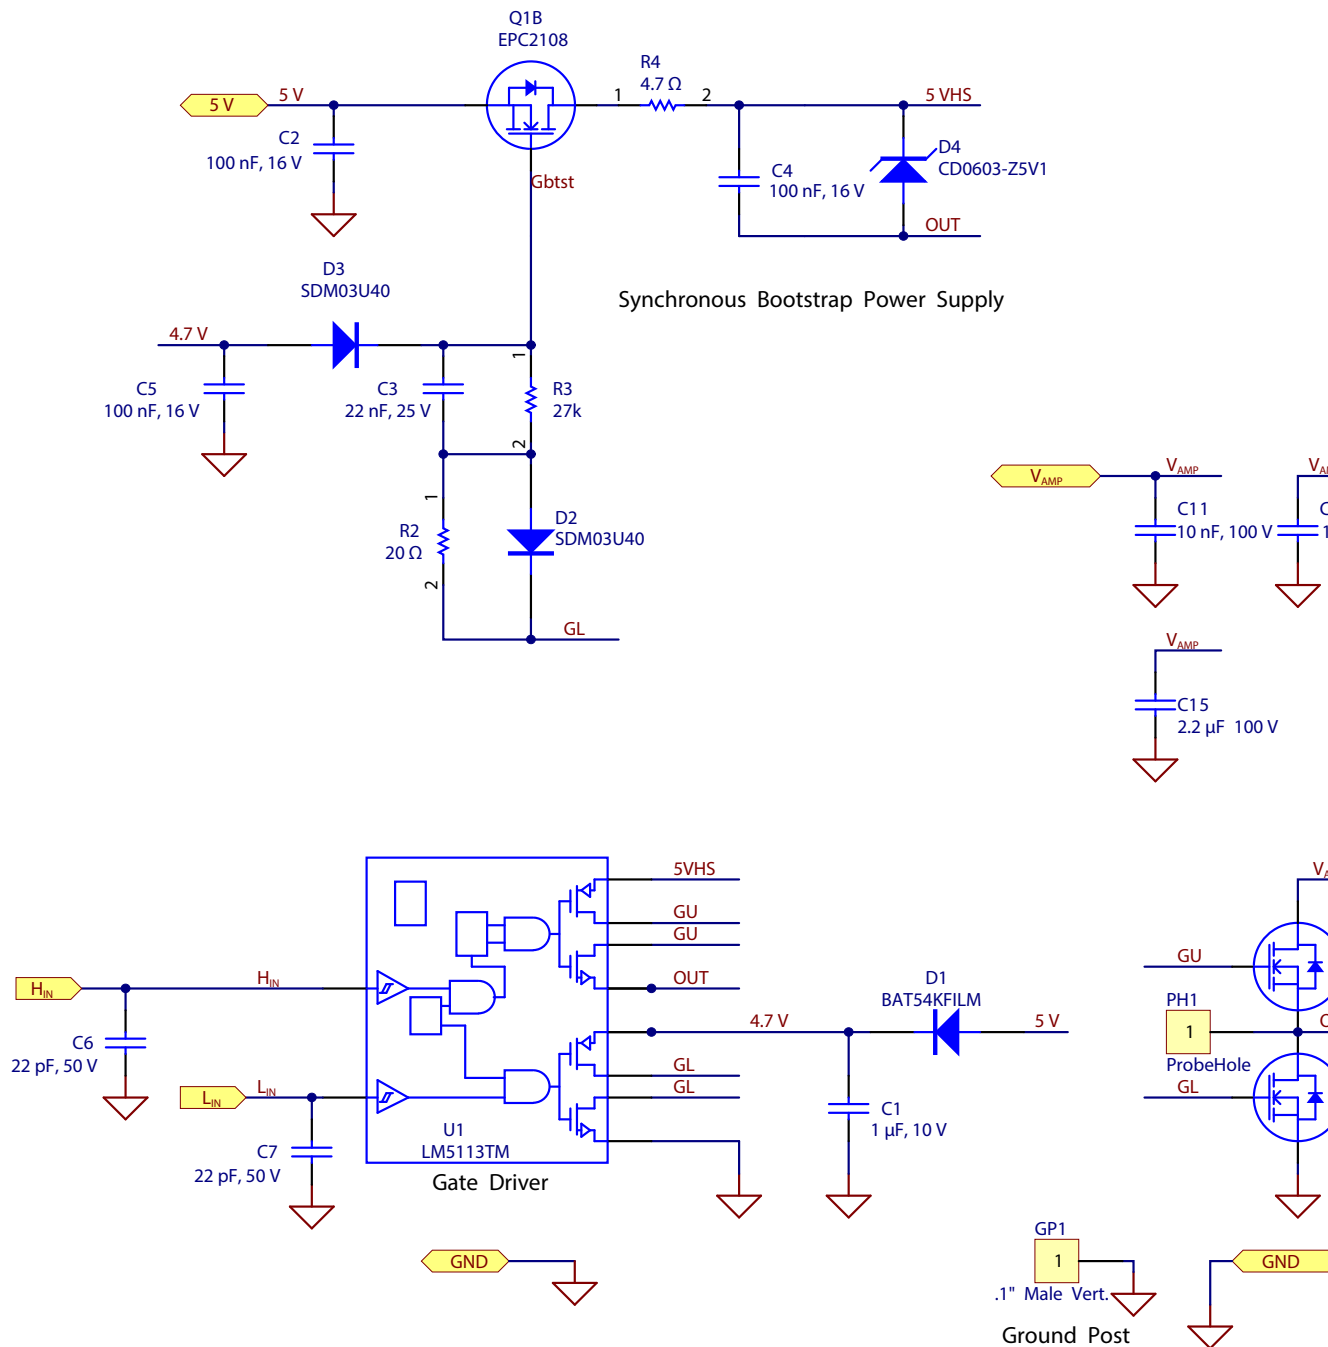 Q1B
EPC2108
R4
4.7 Ω
5 V
5 V
1
2
5 VHS
C2
100 nF, 16 V
Gbtst
C4
100 nF, 16 V
D4
CD0603-Z5V1
OUT
D3
SDM03U40
Synchronous Bootstrap Power Supply
4.7 V
1
C5
100 nF, 16 V
C3
22 nF, 25 V
R3
27k
2
1
R2
20 Ω
D2
SDM03U40
2
GL
VAMP
VAMP
C11
10 nF, 100 V
VAMP
C15
2.2 µF 100 V
5VHS
GU
GU
OUT
HIN
HIN
C6
22 pF, 50 V
LIN
LIN
C7
22 pF, 50 V
U1
LM5113TM
Gate Driver
4.7 V
GL
GL
D1
BAT54KFILM
5 V
C1
1 µF, 10 V
GU
PH1
1
ProbeHole
GL
GND
GP1
1
.1" Male Vert.
Ground Post
GND